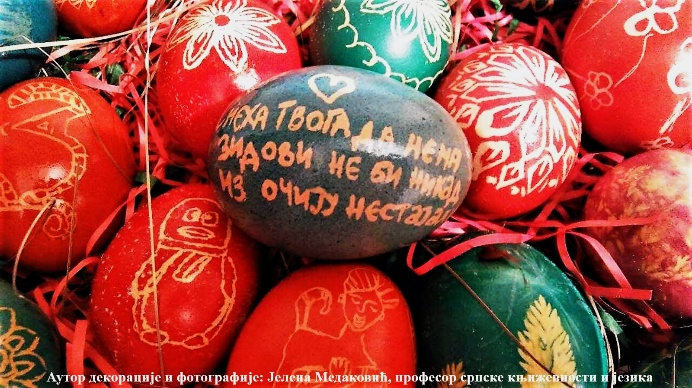 СМЕХА ТВОГА ДА НЕМА
ЗИДОВИ НЕ БИ НИКАД
ИЗ ОЧИЈУ НЕСТАЈАЛИ
Аутор декорације и фотографије: Јелена Медаковић, професор српске књижевности и језика